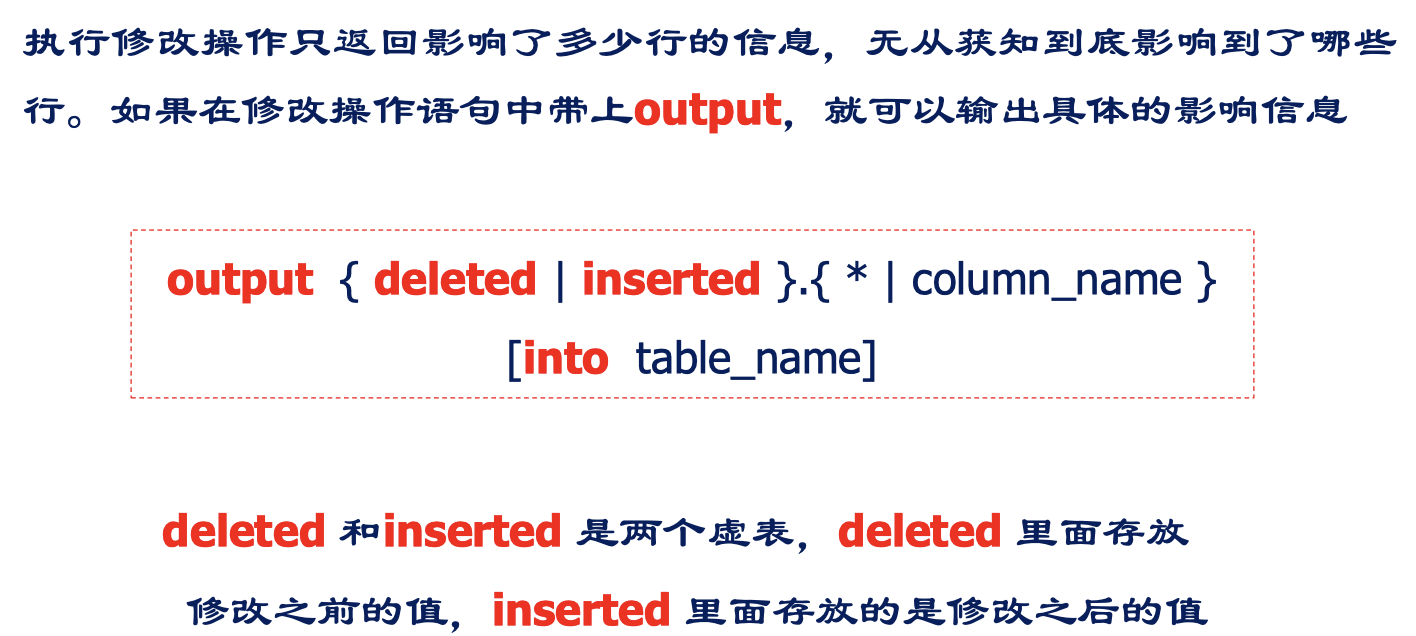 执行修改操作只返回影响了多少行的信息，无从获知到底影响到了哪些
行。如果在修改操作语句中带上output，就可以输出具体的影响信息
output { deleted | inserted }.{ * | column_name }
[into table_name]
deleted 和inserted 是两个虚表，deleted 里面存放
修改之前的值，inserted 里面存放的是修改之后的值